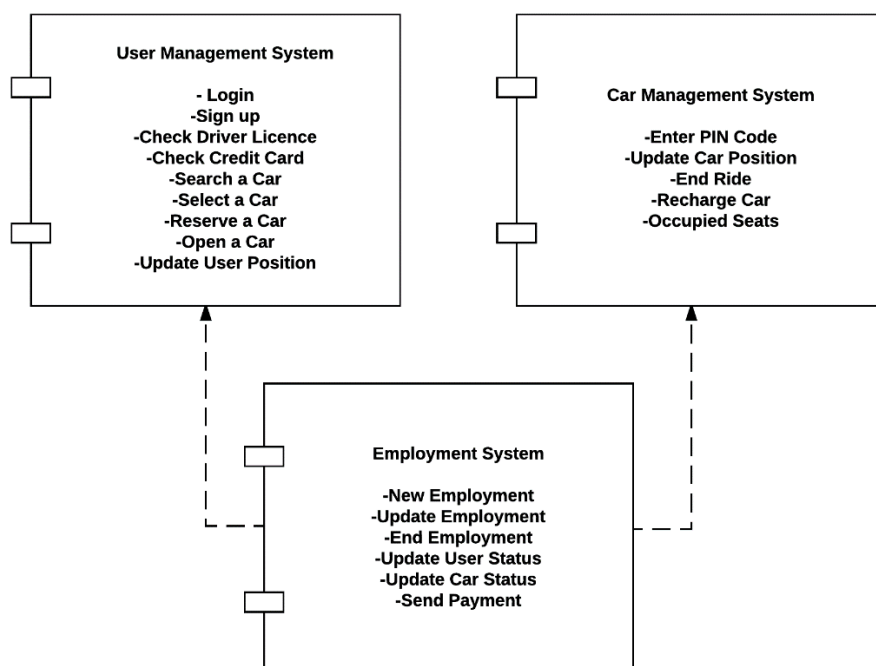 User Management System
- Login
-Sign up
-Check Driver Licence
-Check Credit Card
-Search a Car
-Select a Car
-Reserve a Car
-Open a Car
-Update User Position
Car Management System
-Enter PIN Code
-Update Car Position
-End Ride
-Recharge Car
-Occupied Seats
Employment System
-New Employment
-Update Employment
-End Employment
-Update User Status
-Update Car Status
-Send Payment